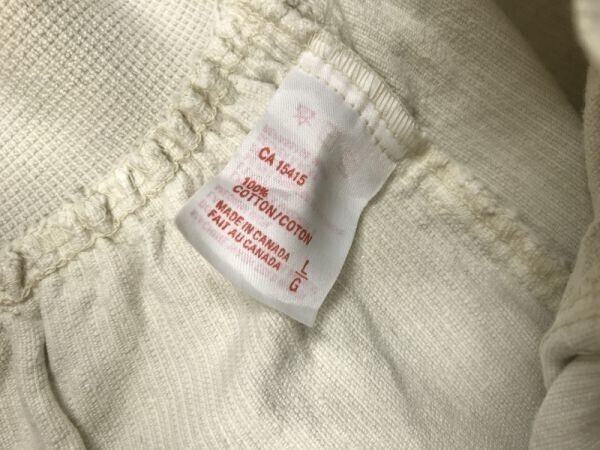 CA 15415
100%
COTTON/COTON
MADE IN CANADA
FAIT AU CANADA
L
G